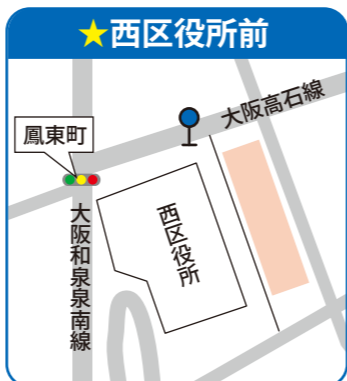 ★西区役所前
大阪高石線
鳳東町
西区役所
大阪和泉泉南線